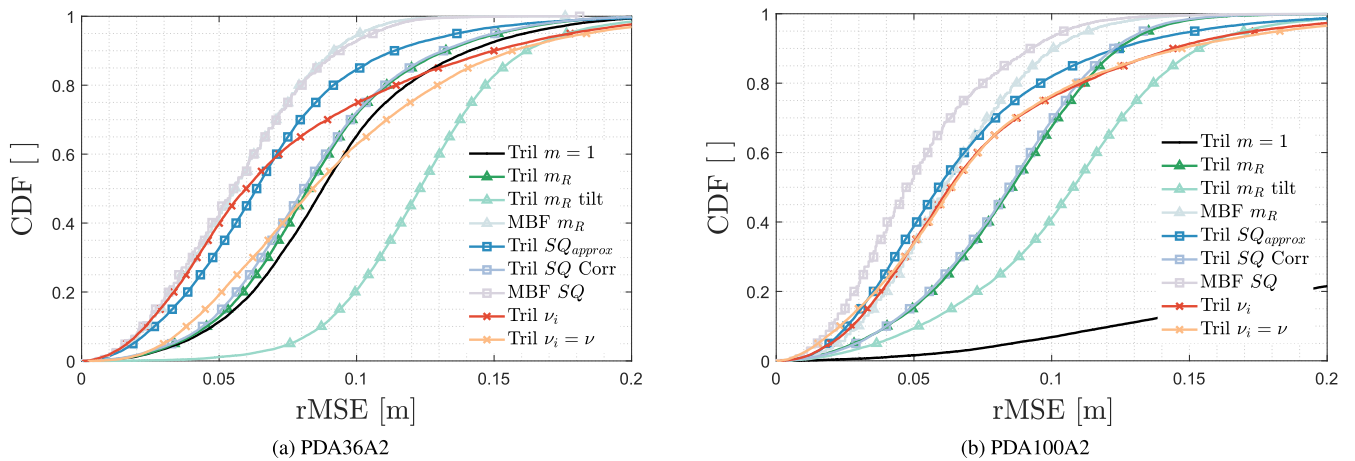 1
0.8
0.6
0.4
0.2
0
CDF [ ]
0 0.05 0.1 0.15 0.2
rMSE [m]
Tril m = 1
Tril m_R
Tril m_R tilt
MBF m_R
Tril SQ_approx
Tril SQ Corr
MBF SQ
Tril ν_i
Tril ν_i = ν
(a) PDA36A2
1
0.8
0.6
0.4
0.2
0
CDF [ ]
0 0.05 0.1 0.15 0.2
rMSE [m]
Tril m = 1
Tril m_R
Tril m_R tilt
MBF m_R
Tril SQ_approx
Tril SQ Corr
MBF SQ
Tril ν_i
Tril ν_i = ν
(b) PDA100A2